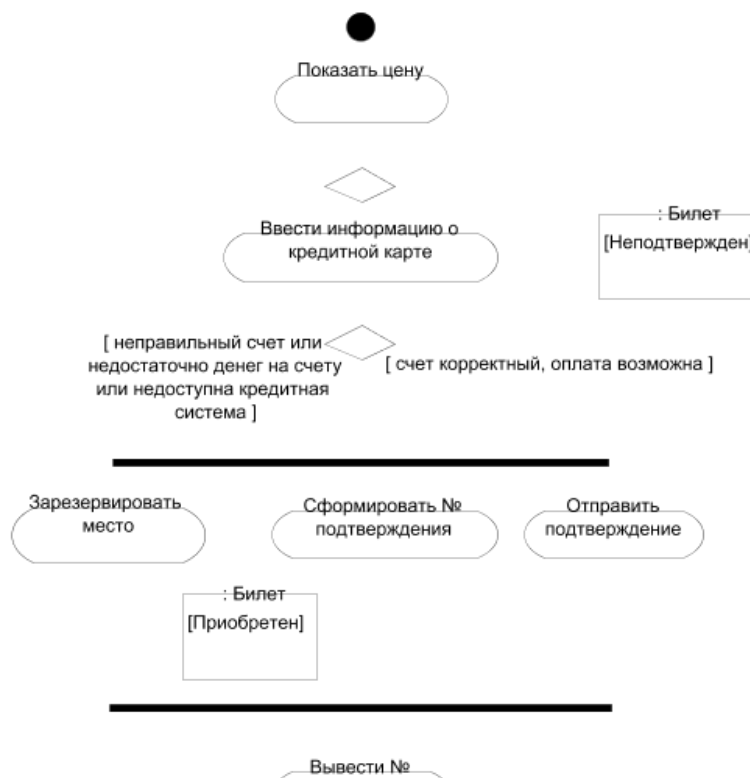 Показать цену
Ввести информацию о
кредитной карте
: Билет
[Неподтвержден]
[ неправильный счет или
недостаточно денег на счету
или недоступна кредитная
система ]
[ счет корректный, оплата возможна ]
Зарезервировать
место
Сформировать №
подтверждения
Отправить
подтверждение
: Билет
[Приобретен]
Вывести №